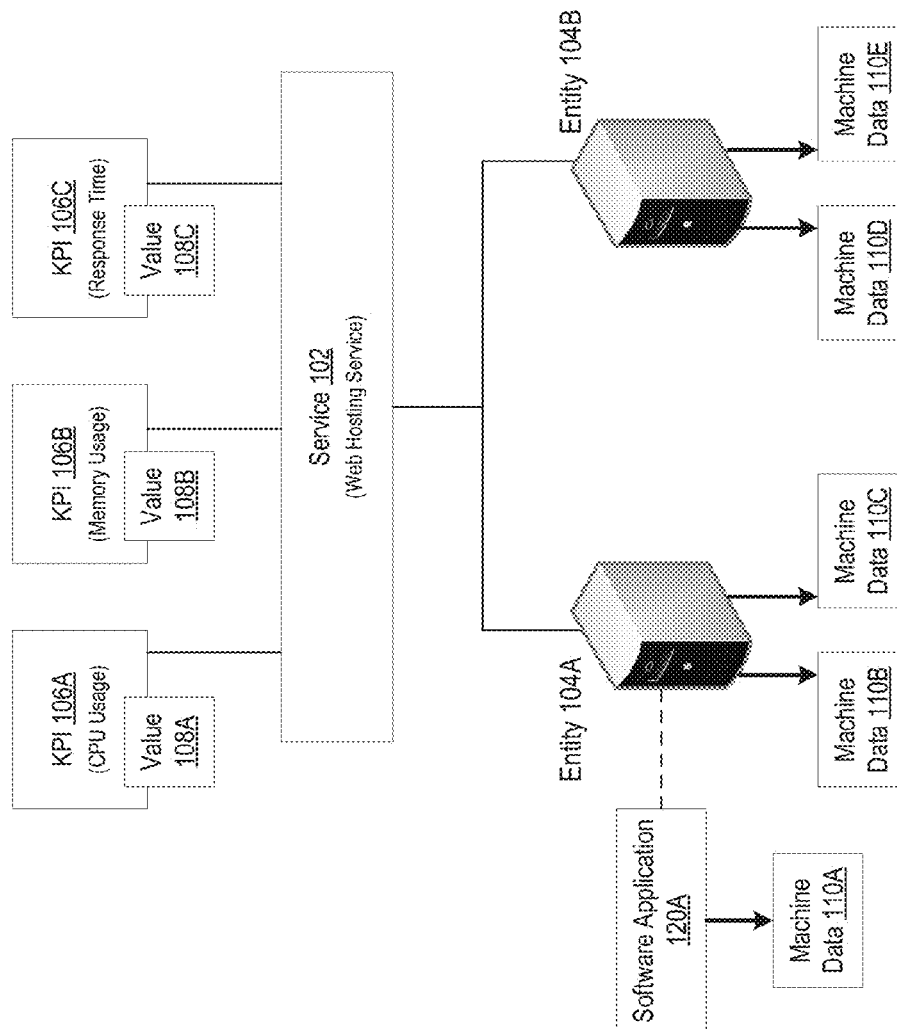 KPI 106A
(CPU Usage)
Value
108A
KPI 106B
(Memory Usage)
Value
108B
KPI 106C
(Response Time)
Value
108C
Service 102
(Web Hosting Service)
Entity 104A
Entity 104B
Software Application
120A
Machine
Data 110A
Machine
Data 110B
Machine
Data 110C
Machine
Data 110D
Machine
Data 110E